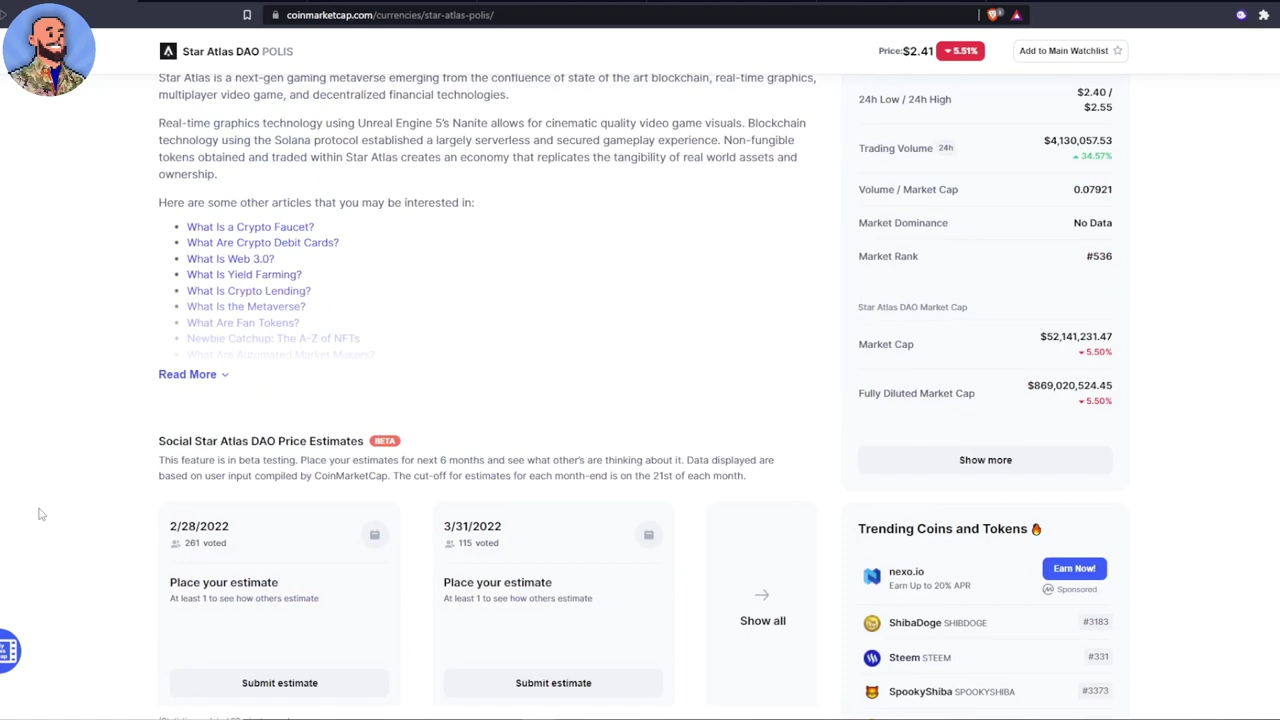 coinmarketcap.com/currencies/star-atlas-polis/
Star Atlas DAO POLIS
Price: $2.41 5.51%
Add to Main Watchlist
Star Atlas is a next-gen gaming metaverse emerging from the confluence of state of the art blockchain, real-time graphics,
multiplayer video game, and decentralized financial technologies.
Real-time graphics technology using Unreal Engine 5's Nanite allows for cinematic quality video game visuals. Blockchain
technology using the Solana protocol established a largely serverless and secured gameplay experience. Non-fungible
tokens obtained and traded within Star Atlas creates an economy that replicates the tangibility of real world assets and
ownership.
Here are some other articles that you may be interested in:
What Is a Crypto Faucet?
What Are Crypto Debit Cards?
What Is Web 3.0?
What Is Yield Farming?
What Is Crypto Lending?
What Is the Metaverse?
What Are Fan Tokens?
Newbie Catchup: The A-Z of NFTs
What Are Automated Market Makers?
Read More
Social Star Atlas DAO Price Estimates BETA
This feature is in beta testing. Place your estimates for next 6 months and see what other's are thinking about it. Data displayed are
based on user input compiled by CoinMarketCap. The cut-off for estimates for each month-end is on the 21st of each month.
2/28/2022
261 voted
Place your estimate
At least 1 to see how others estimate
Submit estimate
3/31/2022
115 voted
Place your estimate
At least 1 to see how others estimate
Submit estimate
Show all
24h Low / 24h High
$2.40 /
$2.55
Trading Volume 24h
$4,130,057.53
34.57%
Volume / Market Cap
0.07921
Market Dominance
No Data
Market Rank
#536
Star Atlas DAO Market Cap
Market Cap
$52,141,231.47
5.50%
Fully Diluted Market Cap
$869,020,524.45
5.50%
Show more
Trending Coins and Tokens
nexo.io
Earn Up to 20% APR
Earn Now!
Sponsored
ShibaDoge SHIBDOGE
#3183
Steem STEEM
#331
SpookyShiba SPOOKYSHIBA
#3373